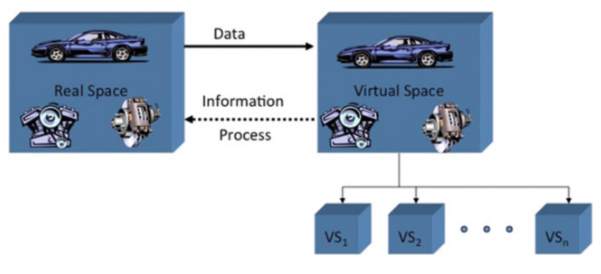 Data
Real Space
Virtual Space
Information
Process
VS₁
VS₂
VSₙ